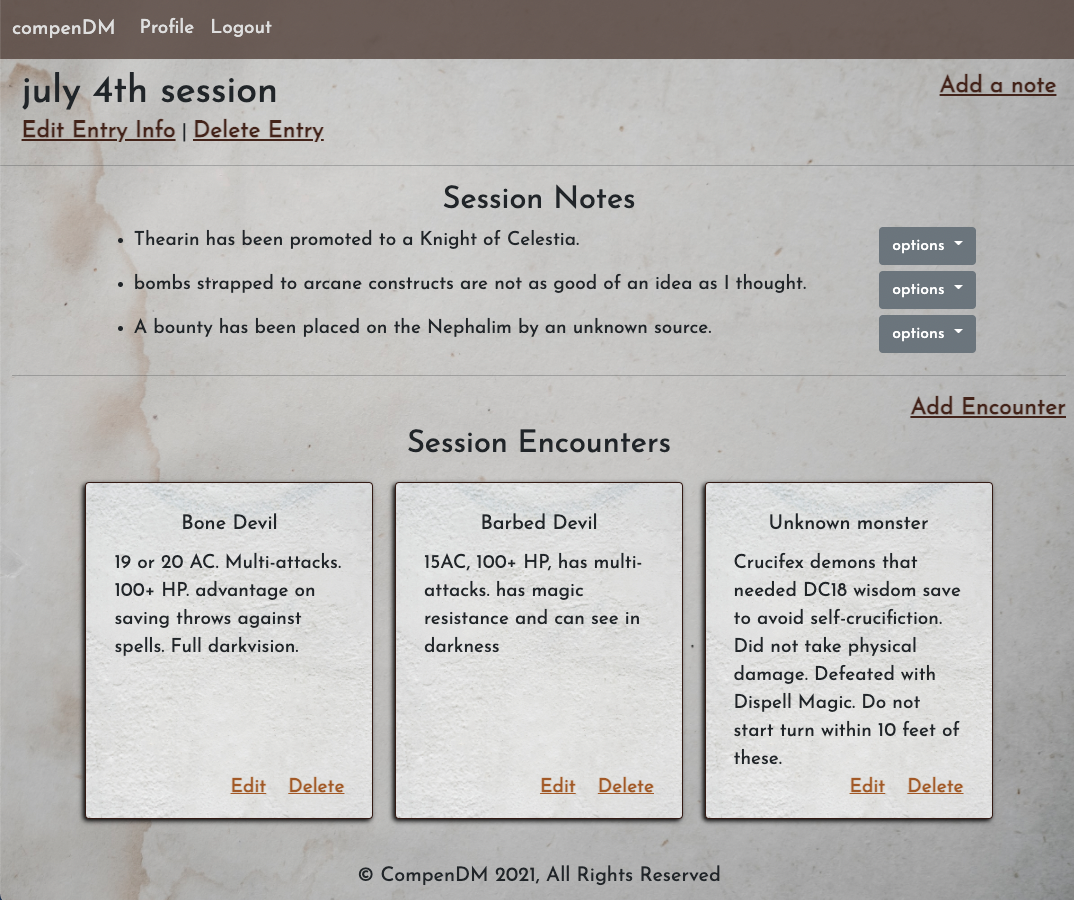 compenDM Profile Logout
july 4th session
Add a note
Edit Entry Info | Delete Entry
Session Notes
• Thearin has been promoted to a Knight of Celestia.
options
• bombs strapped to arcane constructs are not as good of an idea as I thought.
options
• A bounty has been placed on the Nephalim by an unknown source.
options
Add Encounter
Session Encounters
Bone Devil
19 or 20 AC. Multi-attacks.
100+ HP. advantage on
saving throws against
spells. Full darkvision.
Edit Delete
Barbed Devil
15AC, 100+ HP, has multi-
attacks. has magic
resistance and can see in
darkness
Edit Delete
Unknown monster
Crucifex demons that
needed DC18 wisdom save
to avoid self-crucifiction.
Did not take physical
damage. Defeated with
Dispell Magic. Do not
start turn within 10 feet of
these.
Edit Delete
© CompenDM 2021, All Rights Reserved